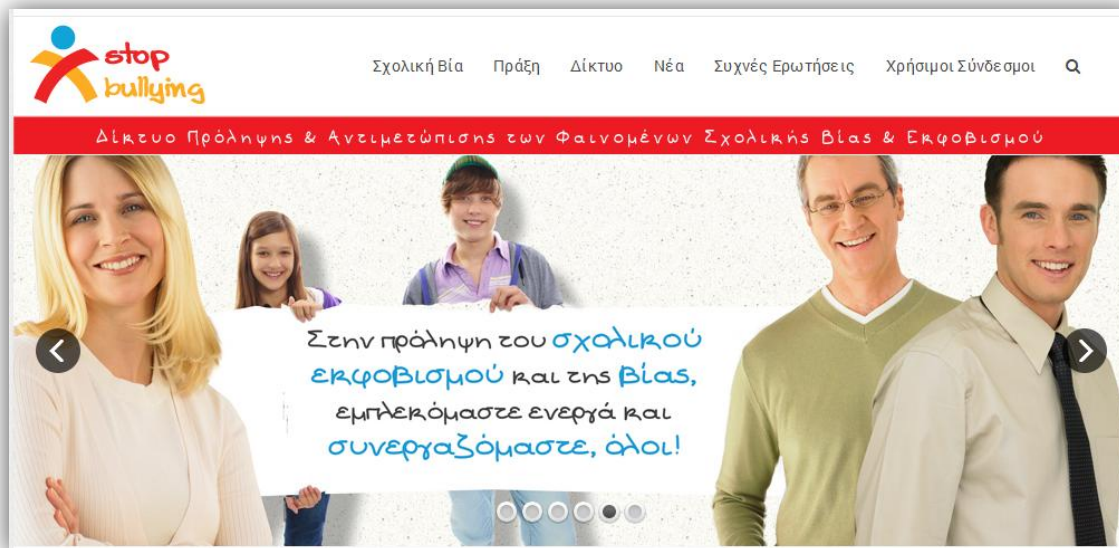 stop
bullying
Σχολική Βία Πράξη Δίκτυο Νέα Συχνές Ερωτήσεις Χρήσιμοι Σύνδεσμοι
Δίκτυο Πρόληψης & Αντιμετώπισης των Φαινομένων Σχολικής Βίας & Εκφοβισμού
Στην πρόληψη του σχολικού
εκφοβισμού και της βίας,
εμπλεκόμαστε ενεργά και
συνεργαζόμαστε, όλοι!